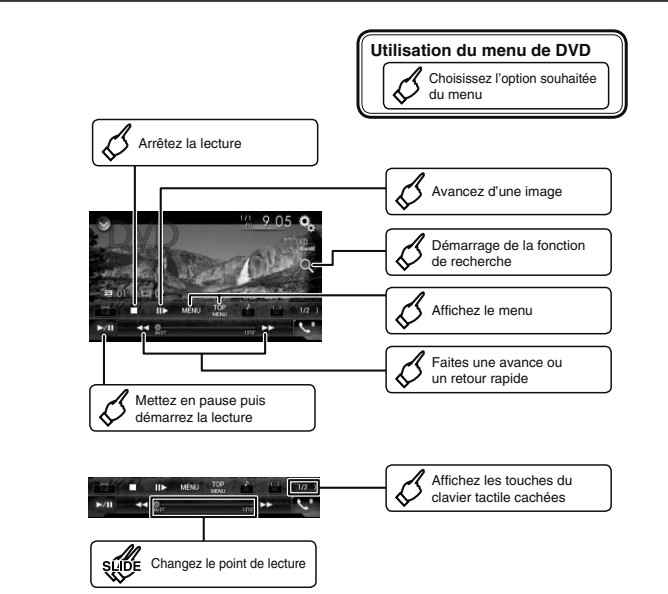 Utilisation du menu de DVD
Choisissez l'option souhaitée
du menu
Arrêtez la lecture
Avancez d'une image
DVD
1/1
9 05
Démarrage de la fonction
de recherche
01
Affichez le menu
MENU
TOP
MENU
1/2
Faites une avance ou
un retour rapide
Mettez en pause puis
démarrez la lecture
MENU
TOP
MENU
1/2
Affichez les touches du
clavier tactile cachées
SLIDE
Changez le point de lecture